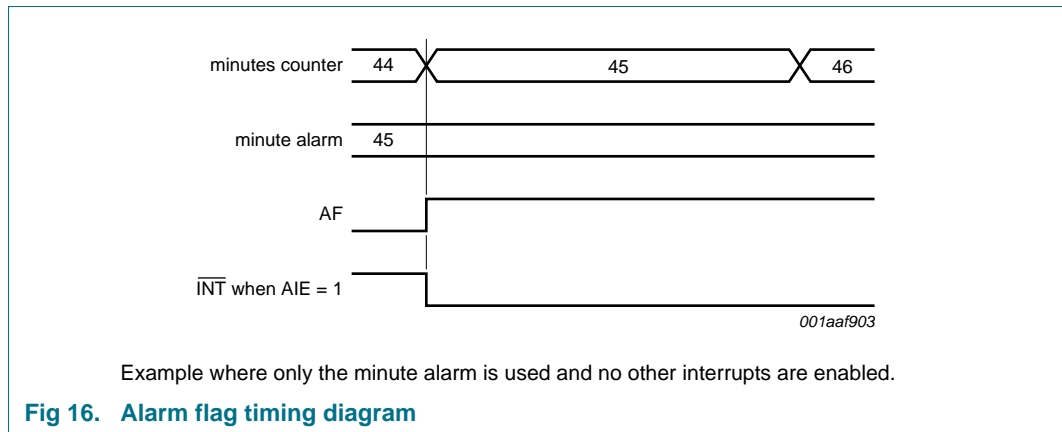 minutes counter 44 45 46
minute alarm 45
AF
INT when AIE = 1
001aaf903
Example where only the minute alarm is used and no other interrupts are enabled.
Fig 16. Alarm flag timing diagram